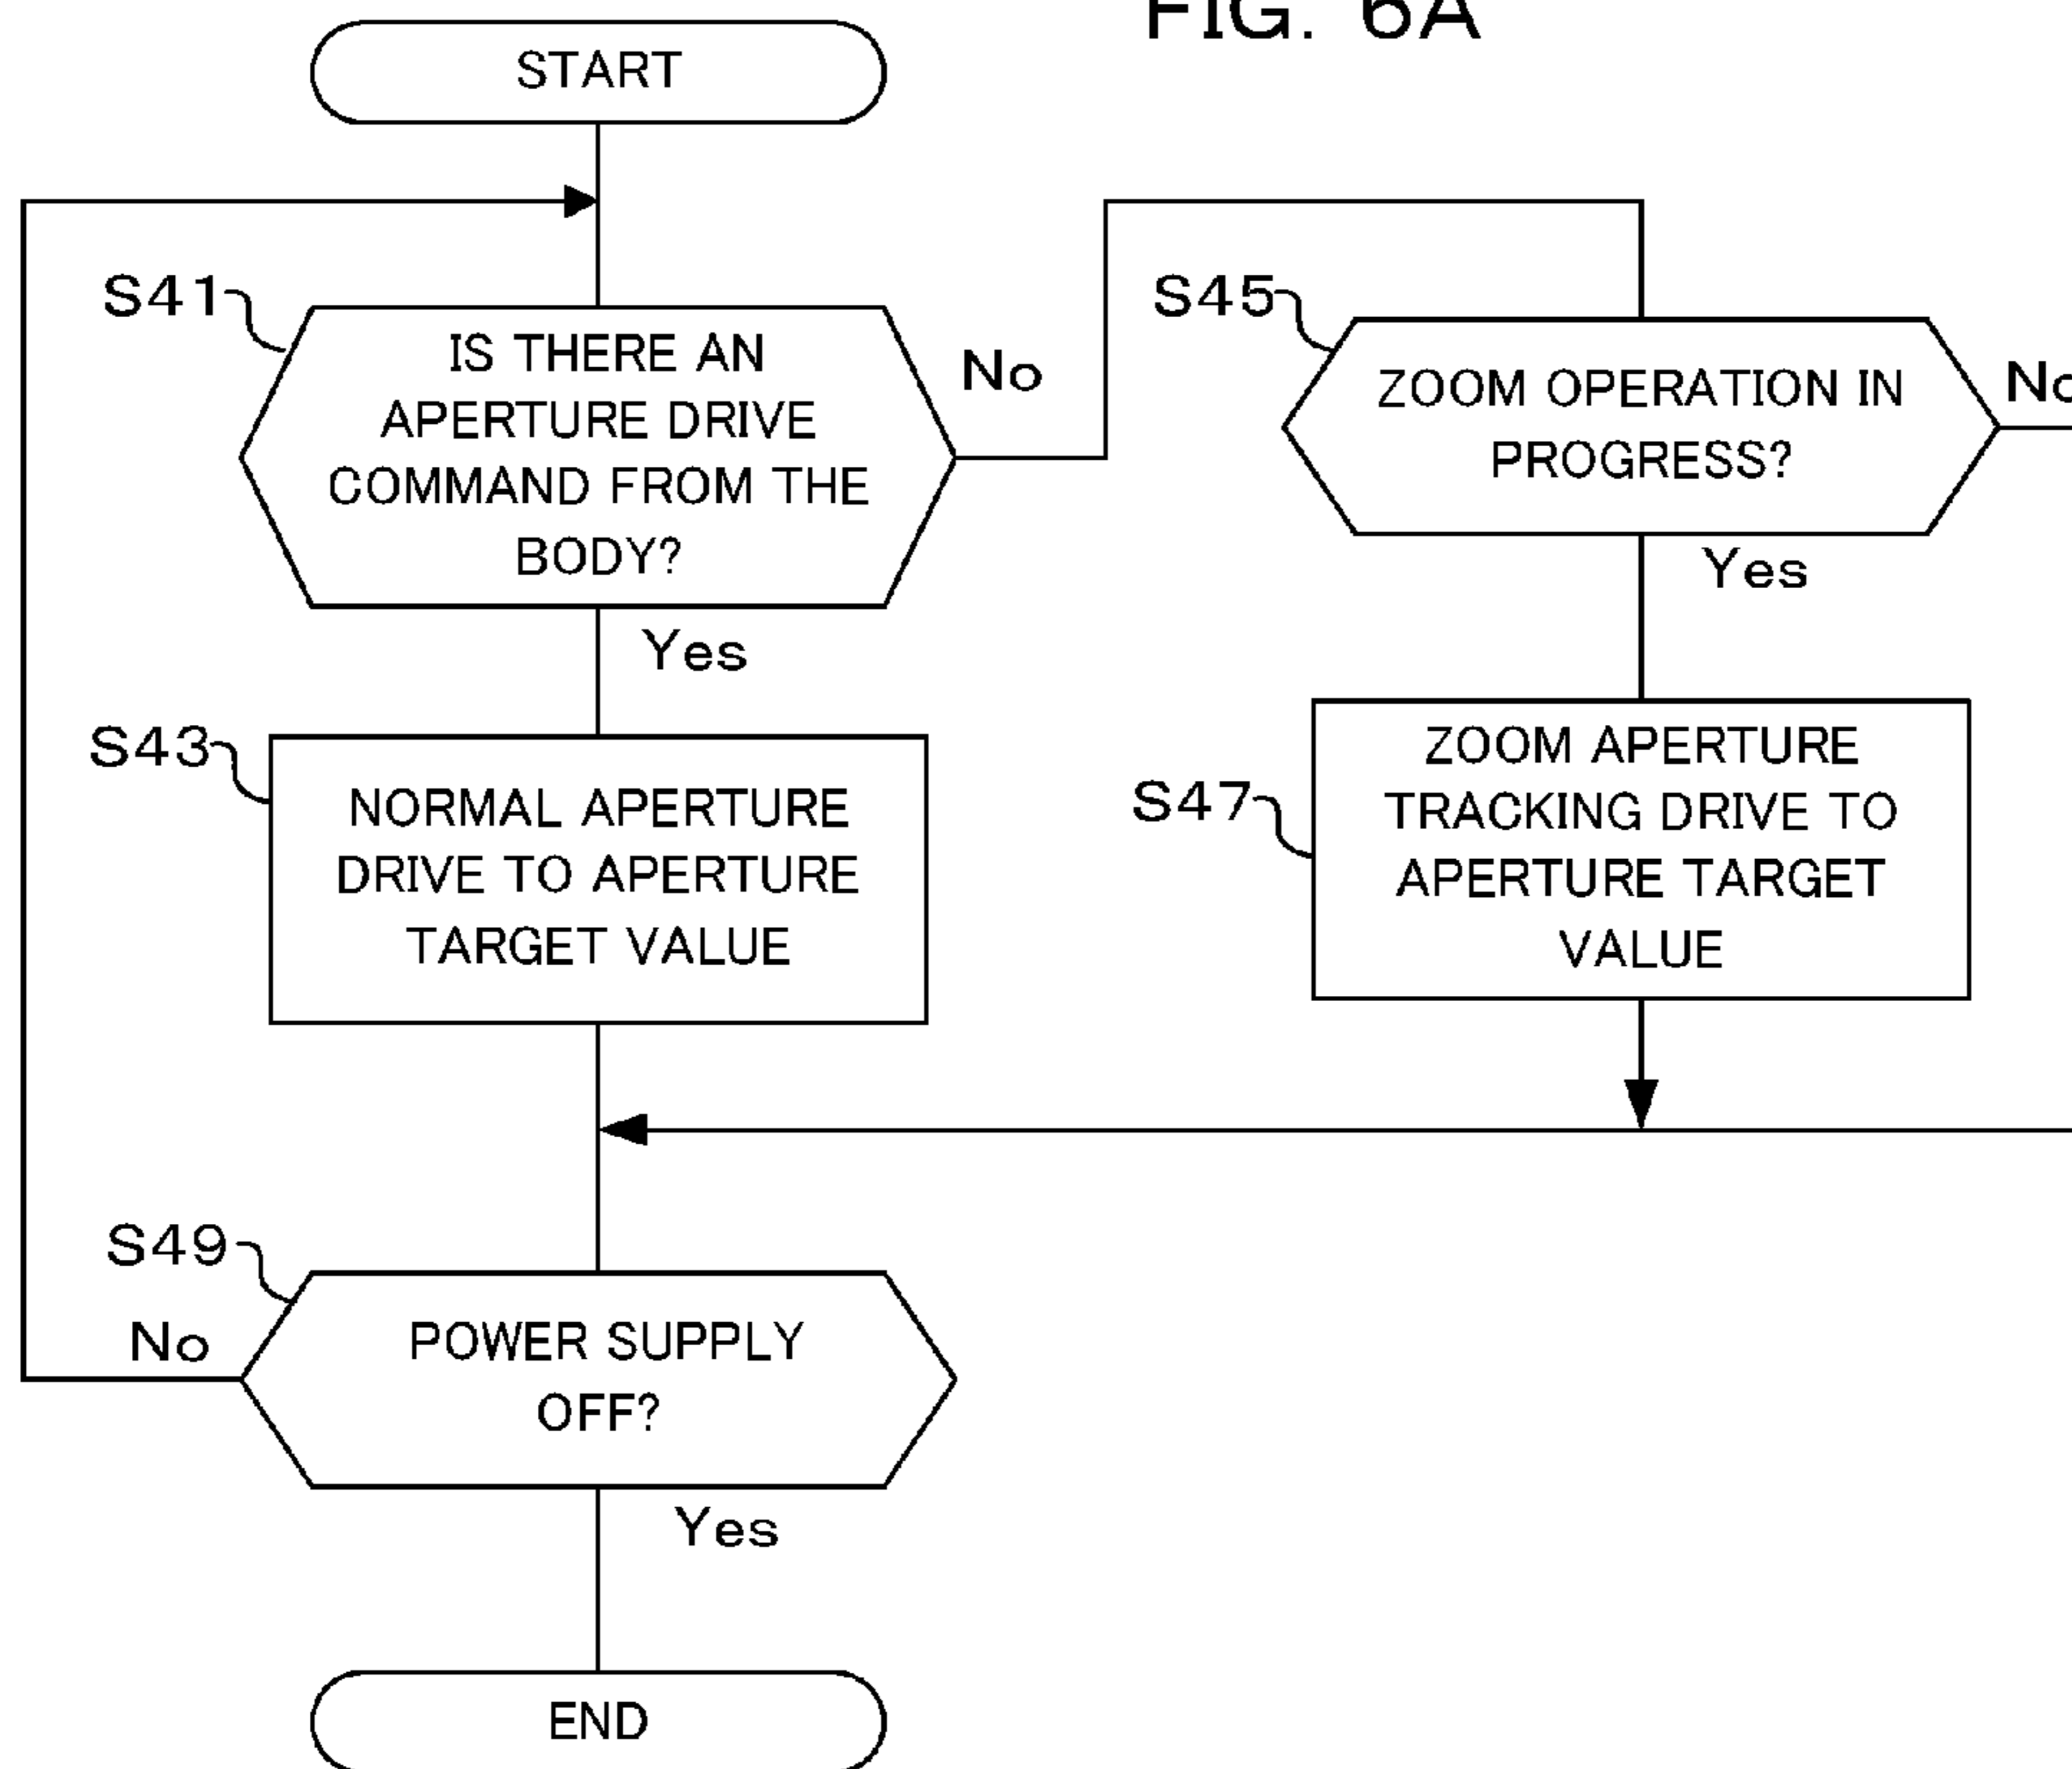 FIG. 6A
START
S41
IS THERE AN
APERTURE DRIVE
COMMAND FROM THE
BODY?
No
Yes
S43
NORMAL APERTURE
DRIVE TO APERTURE
TARGET VALUE
S45
ZOOM OPERATION IN
PROGRESS?
No
Yes
S47
ZOOM APERTURE
TRACKING DRIVE TO
APERTURE TARGET
VALUE
S49
POWER SUPPLY
OFF?
No
Yes
END